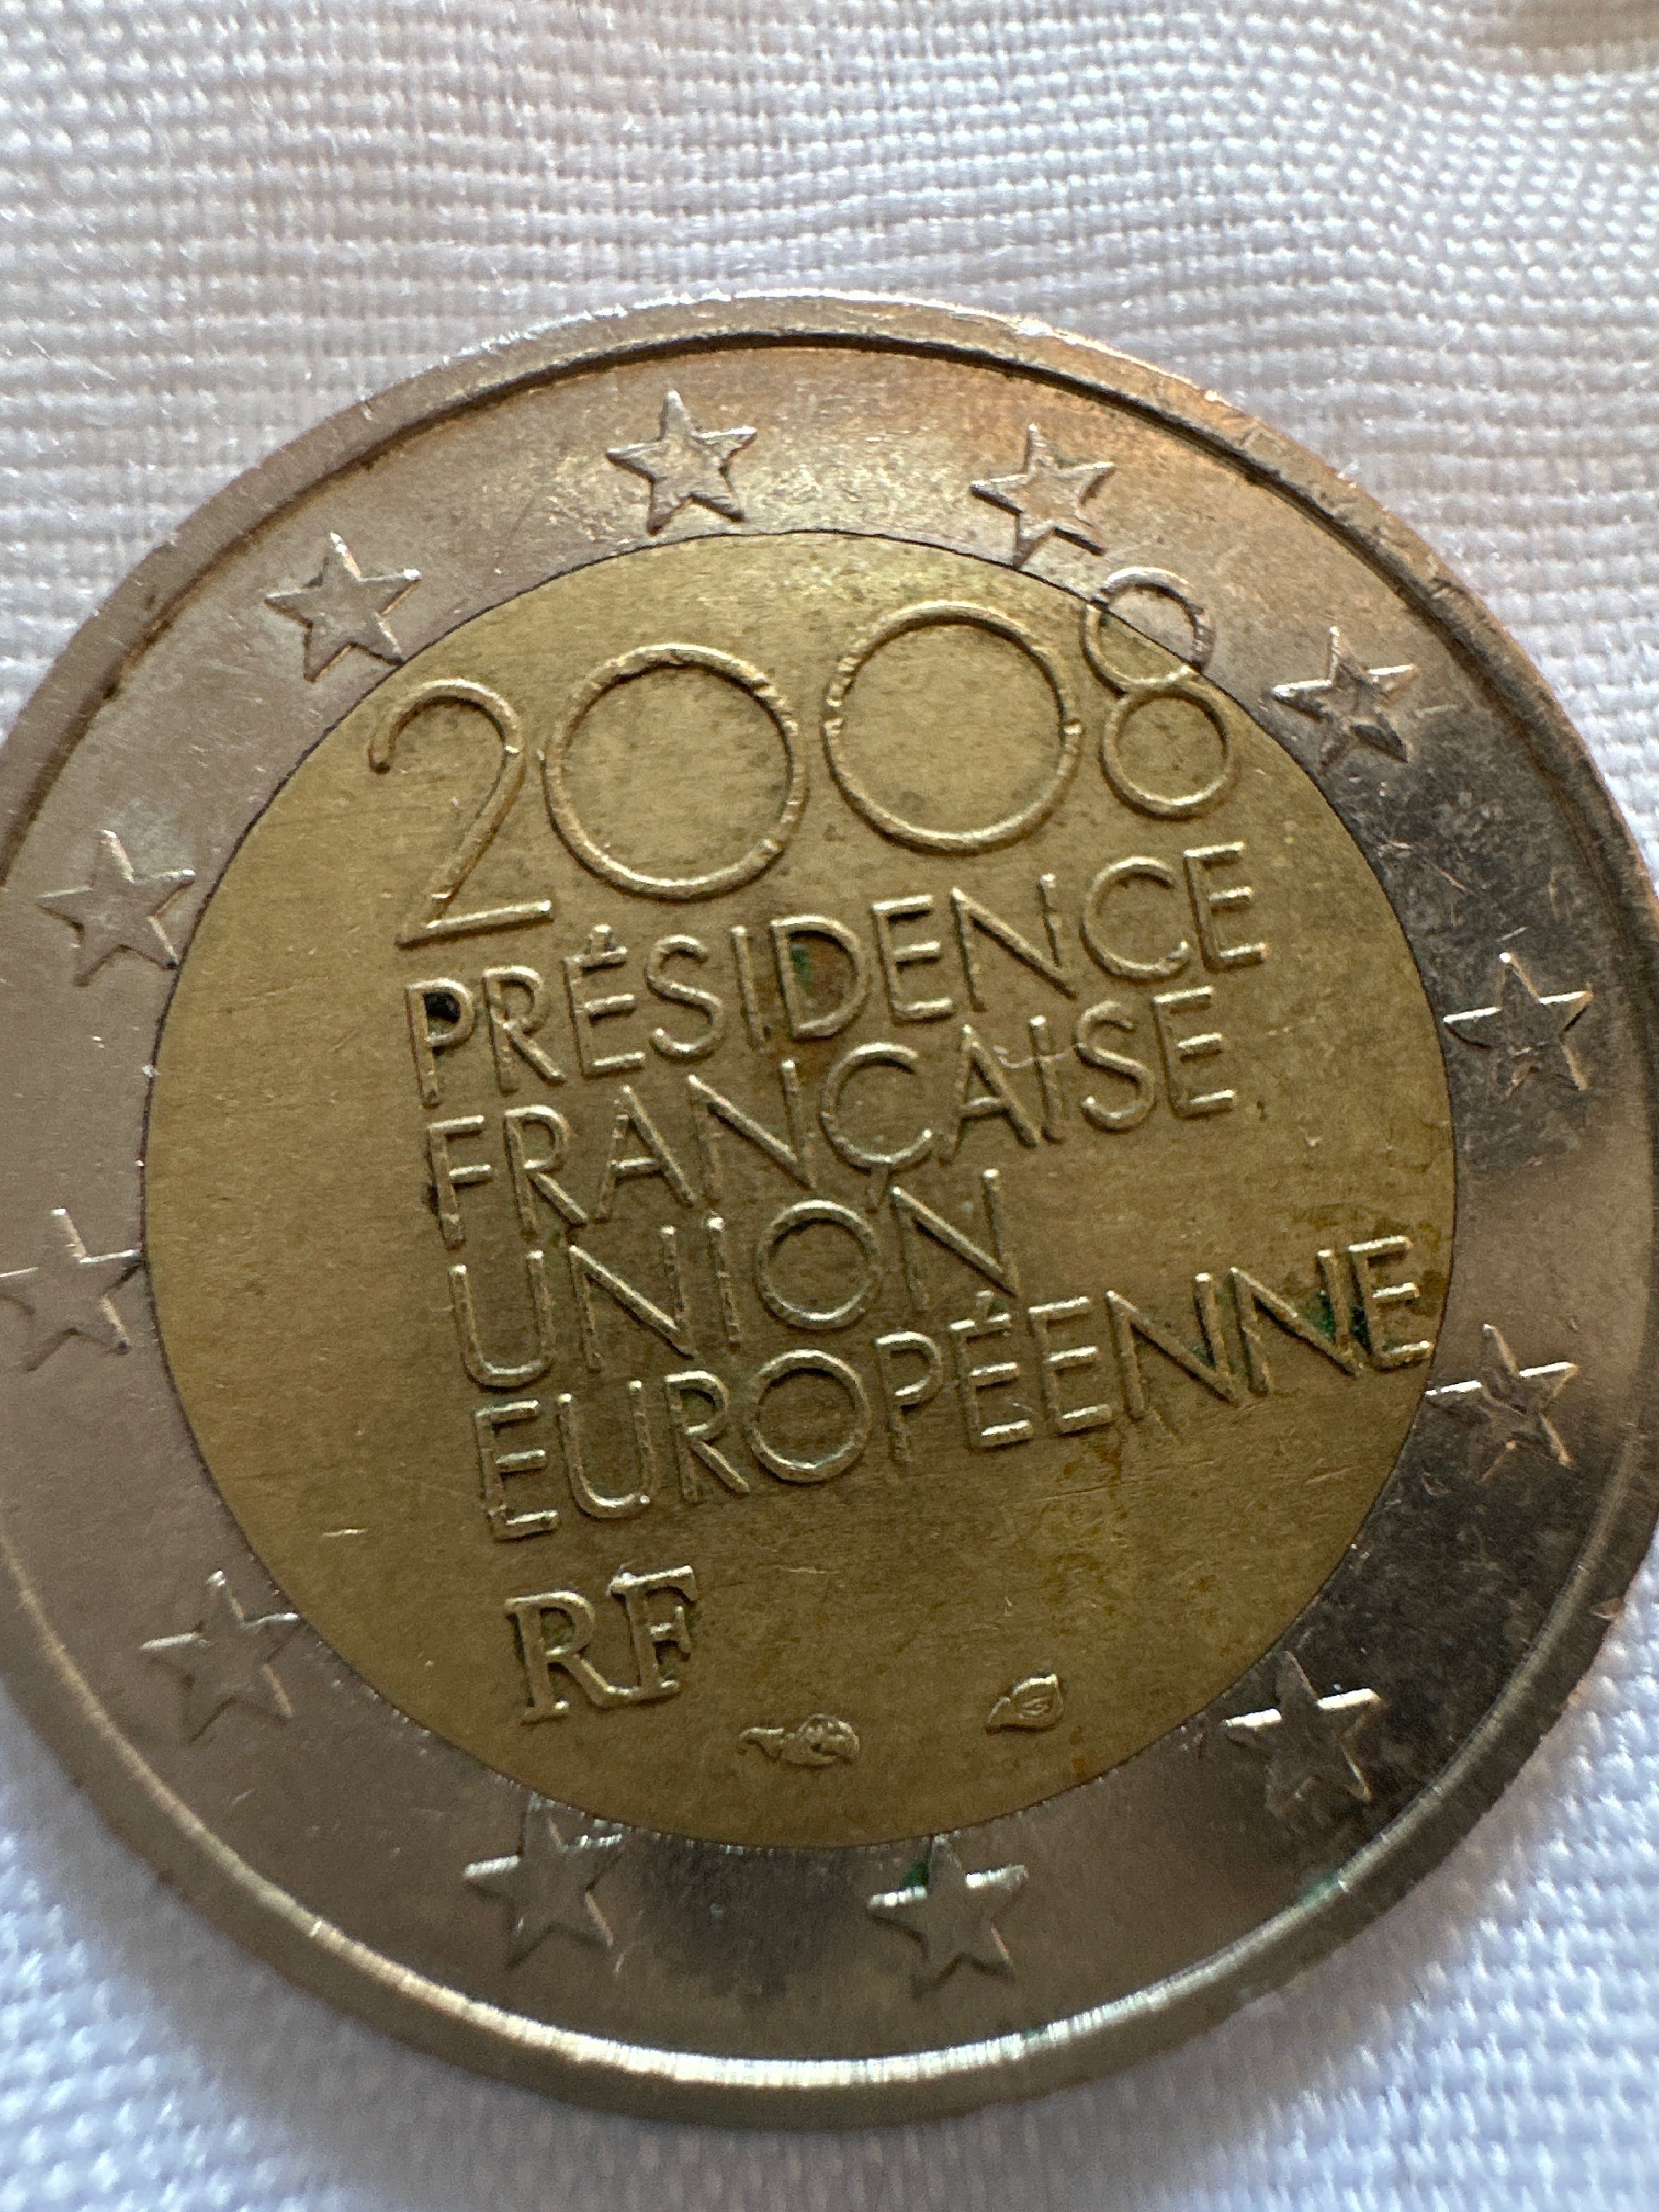 2008
PRÉSIDENCE
FRANÇAISE
UNION
EUROPÉENNE
RF